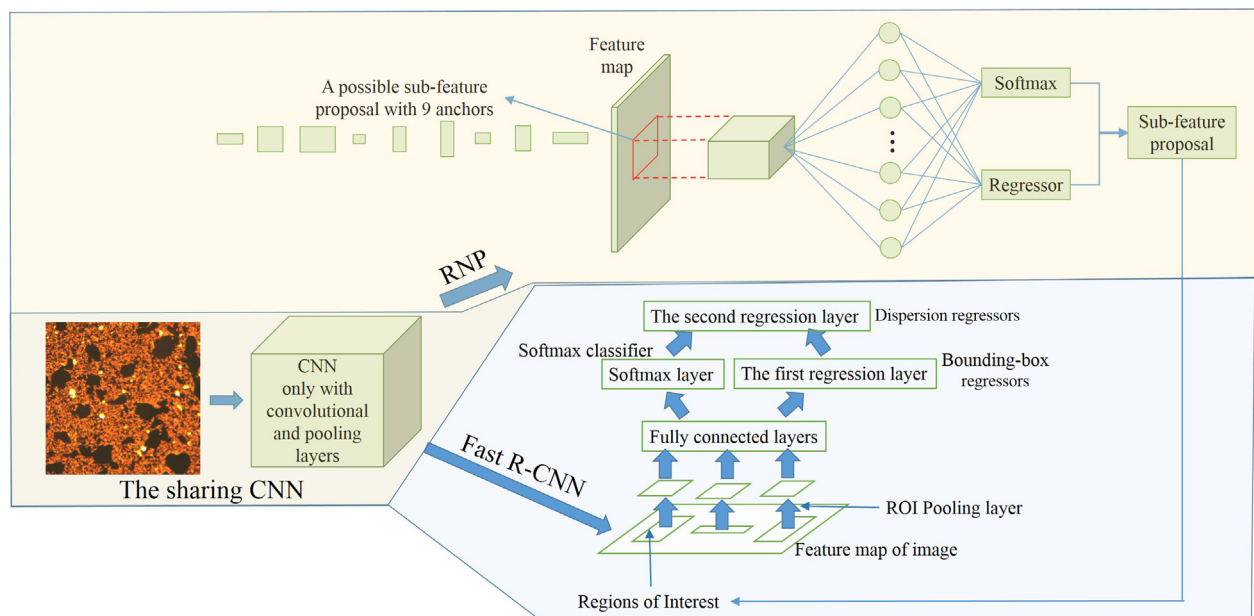 Feature
map
A possible sub-feature
proposal with 9 anchors
Softmax
Regressor
Sub-feature
proposal
RNP
CNN
only with
convolutional
and pooling
layers
The sharing CNN
Fast R-CNN
The second regression layer
Dispersion regressors
Softmax classifier
Softmax layer
The first regression layer
Bounding-box
regressors
Fully connected layers
ROI Pooling layer
Feature map of image
Regions of Interest